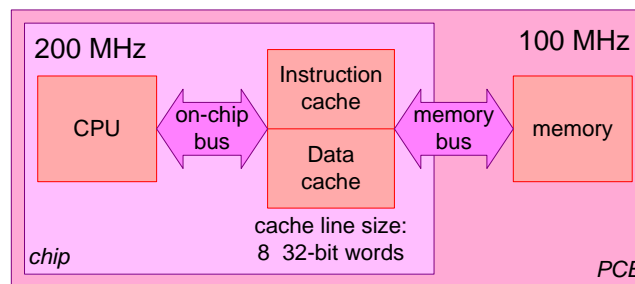 200 MHz
100 MHz
CPU
on-chip
bus
Instruction
cache
Data
cache
memory
bus
memory
cache line size:
8 32-bit words
chip
PCB